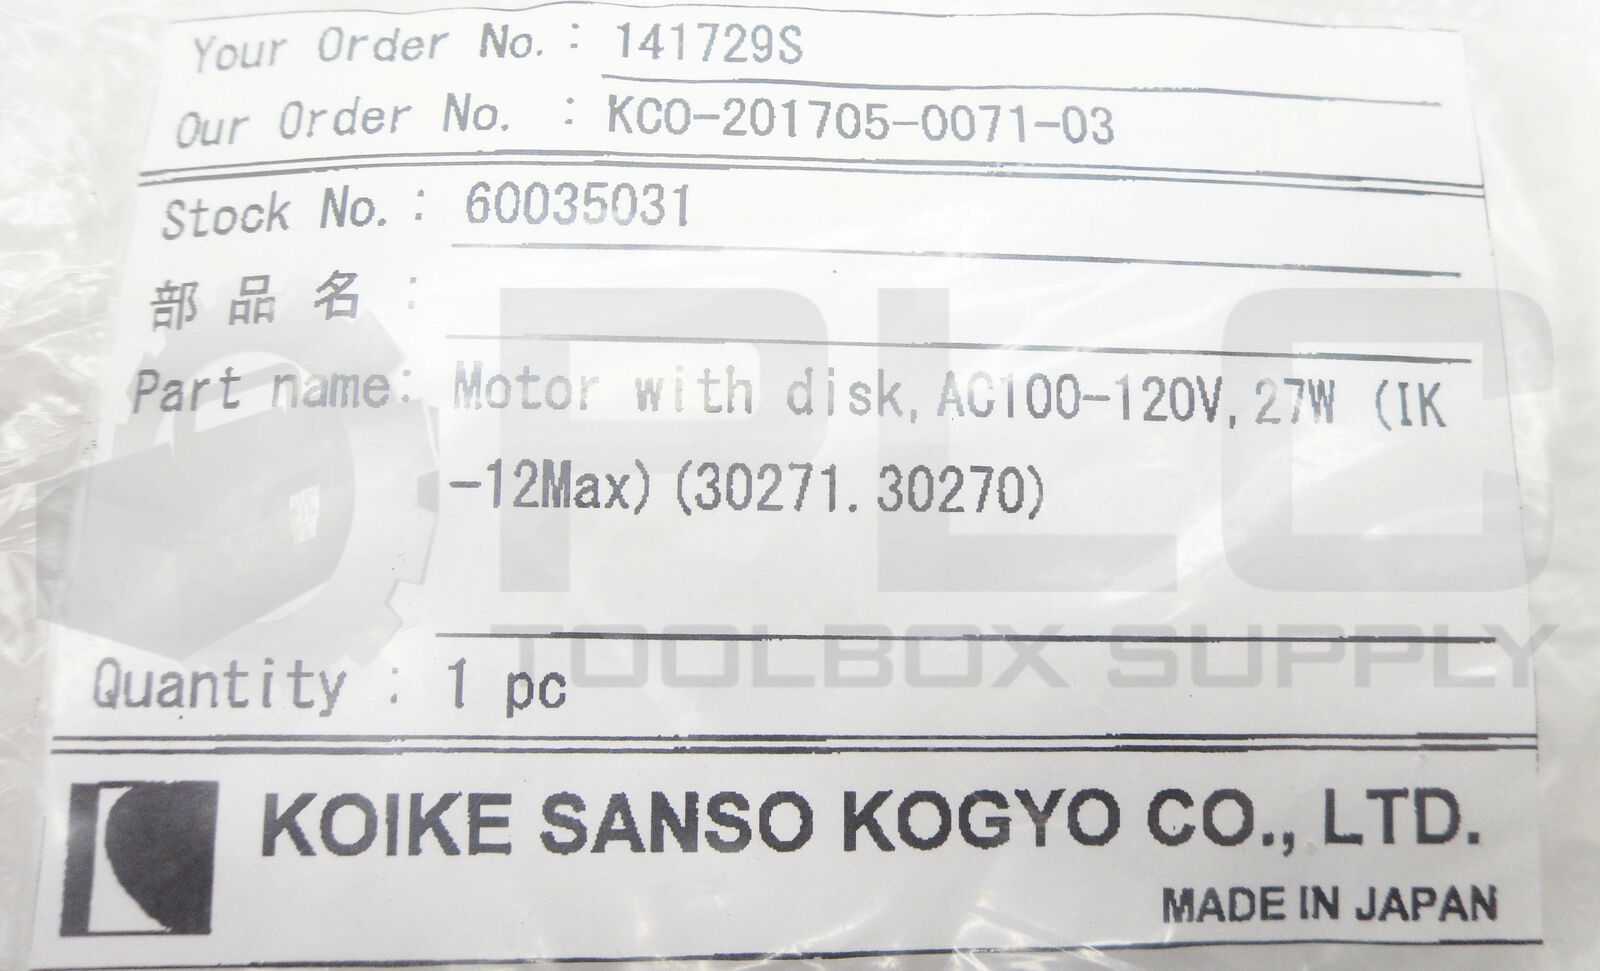 Your Order No. : 141729S
Our Order No. : KCO-201705-0071-03
Stock No. : 60035031
部品名 :
Part name: Motor with disk, AC100-120V, 27W (IK
-12Max) (30271. 30270)
Quantity : 1 pc
KOIKE SANSO KOGYO CO., LTD.
MADE IN JAPAN
PLC
TOOLBOX SUPPLY